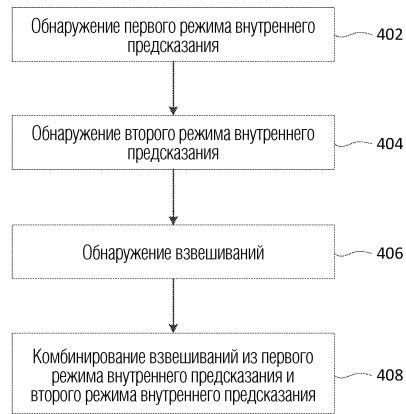 Обнаружение первого режима внутреннего
предсказания
402
Обнаружение второго режима внутреннего
предсказания
404
Обнаружение взвешиваний
406
Комбинирование взвешиваний из первого
режима внутреннего предсказания и
второго режима внутреннего предсказания
408